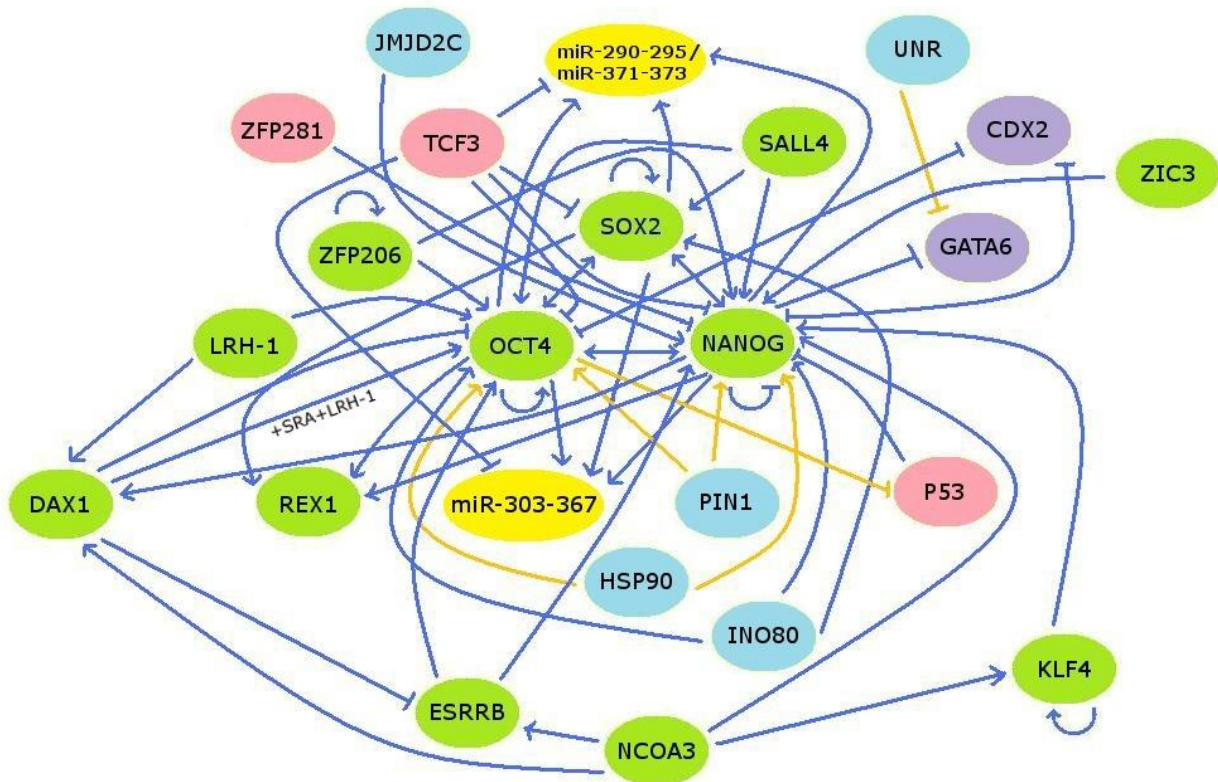 JMJD2C
miR-290-295/
miR-371-373
UNR
ZFP281
TCF3
SALL4
CDX2
ZIC3
SOX2
ZFP206
GATA6
LRH-1
OCT4
NANOG
+SRA+LRH-1
DAX1
REX1
miR-303-367
PIN1
P53
HSP90
INO80
KLF4
ESRRB
NCOA3